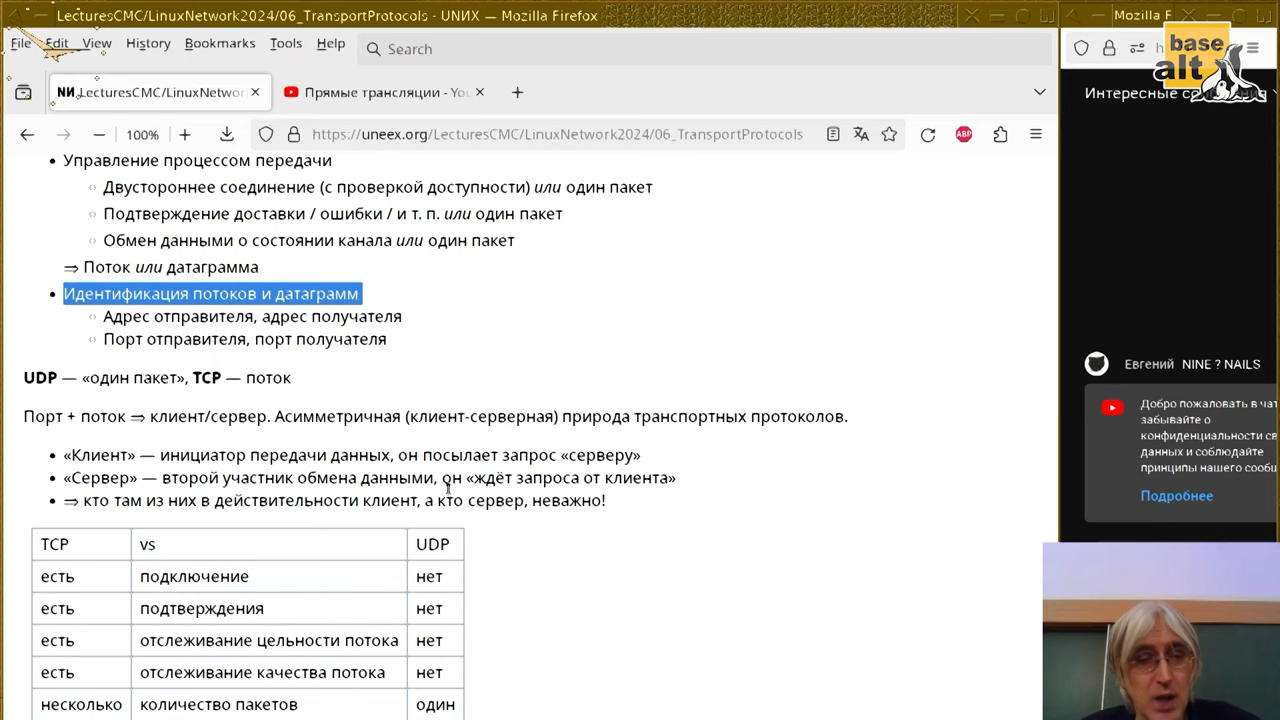 LecturesCMC/LinuxNetwork2024/06_TransportProtocols - UNИX — Mozilla Firefox
Mozilla F
File Edit View History Bookmarks Tools Help
Search
base
alt
NИ. LecturesCMC/LinuxNetwor
Прямые трансляции - You
Интересные со
100%
https://uneex.org/LecturesCMC/LinuxNetwork2024/06_TransportProtocols
ABP
Управление процессом передачи
Двустороннее соединение (с проверкой доступности) или один пакет
Подтверждение доставки / ошибки / и т. п. или один пакет
Обмен данными о состоянии канала или один пакет
⇒ Поток или датаграмма
Идентификация потоков и датаграмм
Адрес отправителя, адрес получателя
Порт отправителя, порт получателя
UDP — «один пакет», TCP — поток
Порт + поток ⇒ клиент/сервер. Асимметричная (клиент-серверная) природа транспортных протоколов.
«Клиент» — инициатор передачи данных, он посылает запрос «серверу»
«Сервер» — второй участник обмена данными, он «ждёт запроса от клиента»
⇒ кто там из них в действительности клиент, а кто сервер, неважно!
TCP vs UDP
есть подключение нет
есть подтверждения нет
есть отслеживание цельности потока нет
есть отслеживание качества потока нет
несколько количество пакетов один
Евгений NINE ? NAILS
Добро пожаловать в чат
забывайте о
конфиденциальности св
данных и соблюдайте
принципы нашего сообщ
Подробнее